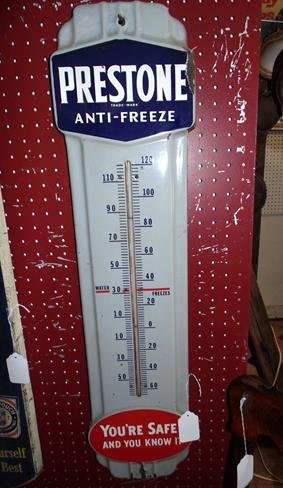 PRESTONE
TRADE-MARK
ANTI-FREEZE
120
110
100
90
80
70
60
50
40
WATER 30 FREEZES
20
10
0
10
20
30
40
50
60
YOU'RE SAFE
AND YOU KNOW IT
Best